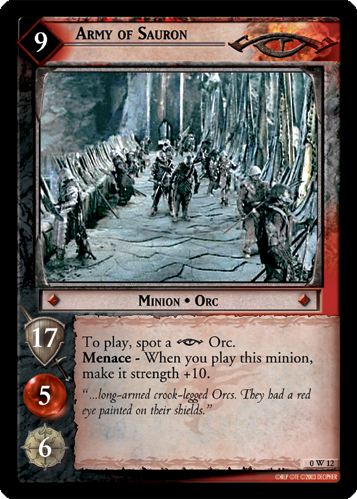 9
Army of Sauron
Minion • Orc
17
To play, spot a Orc.
Menace - When you play this minion,
make it strength +10.
5
"...long-armed crook-legged Orcs. They had a red
eye painted on their shields."
6
0 W 12